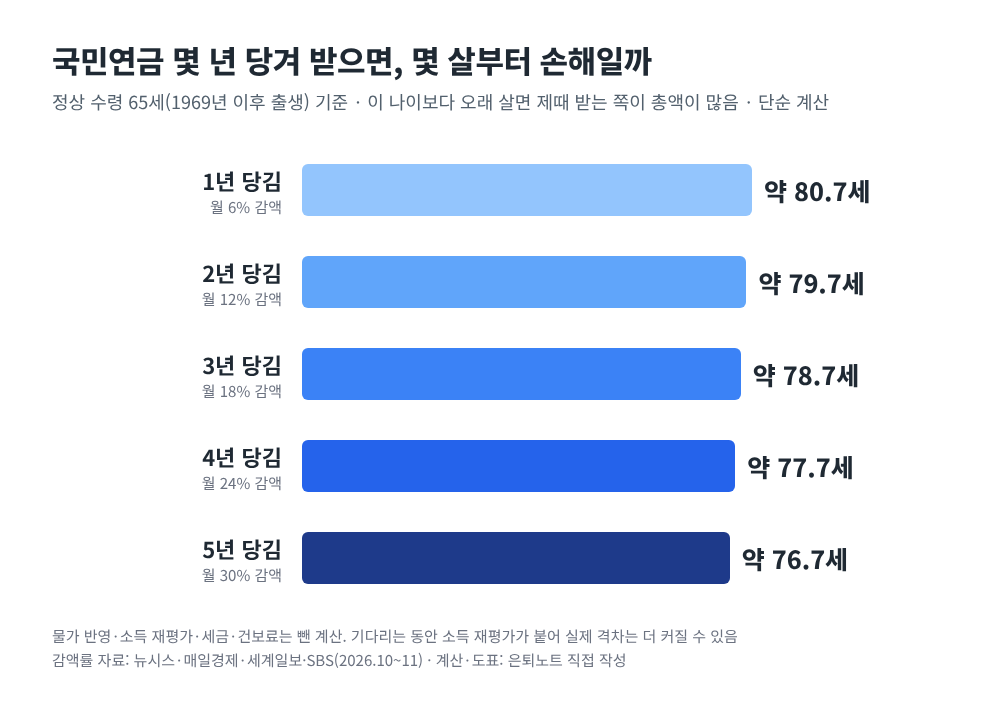 국민연금 몇 년 당겨 받으면, 몇 살부터 손해일까
정상 수령 65세(1969년 이후 출생) 기준 · 이 나이보다 오래 살면 제때 받는 쪽이 총액이 많음 · 단순 계산
1년 당김
월 6% 감액
약 80.7세
2년 당김
월 12% 감액
약 79.7세
3년 당김
월 18% 감액
약 78.7세
4년 당김
월 24% 감액
약 77.7세
5년 당김
월 30% 감액
약 76.7세
물가 반영·소득 재평가·세금·건보료는 뺀 계산. 기다리는 동안 소득 재평가가 붙어 실제 격차는 더 커질 수 있음
감액률 자료: 뉴시스·매일경제·세계일보·SBS(2026.10~11) · 계산·도표: 은퇴노트 직접 작성